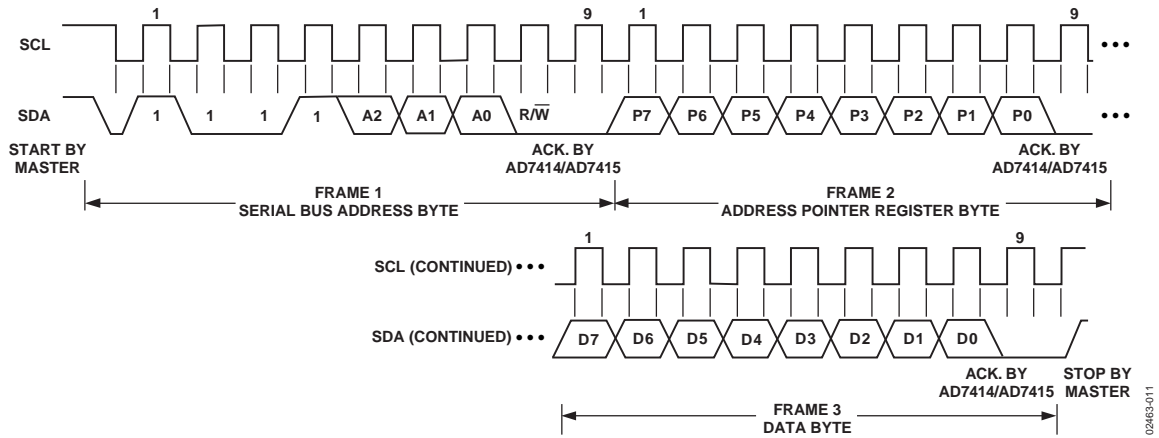 1 9 1 9
SCL •••
SDA 1 1 1 1 A2 A1 A0 R/W̅ P7 P6 P5 P4 P3 P2 P1 P0 •••
START BY MASTER
ACK. BY AD7414/AD7415
ACK. BY AD7414/AD7415
FRAME 1
SERIAL BUS ADDRESS BYTE
FRAME 2
ADDRESS POINTER REGISTER BYTE
1 9
SCL (CONTINUED) •••
SDA (CONTINUED) ••• D7 D6 D5 D4 D3 D2 D1 D0
ACK. BY AD7414/AD7415
STOP BY MASTER
FRAME 3
DATA BYTE
02463-011